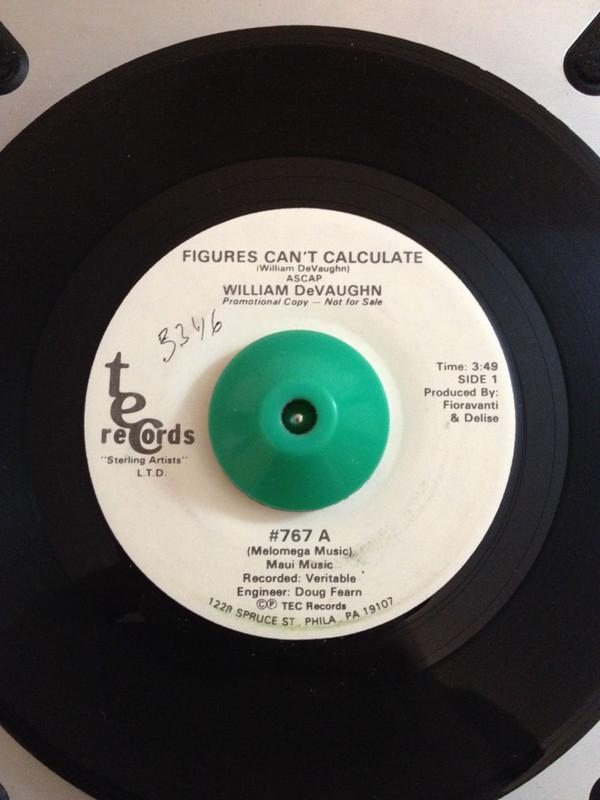 FIGURES CAN'T CALCULATE
(William DeVaughn)
ASCAP
WILLIAM DeVAUGHN
Promotional Copy — Not for Sale
3346
tec
records
"Sterling Artists"
L.T.D.
Time: 3:49
SIDE 1
Produced By:
Fioravanti
& Delise
#767 A
(Melomega Music)
Maui Music
Recorded: Veritable
Engineer: Doug Fearn
©℗ TEC Records
1228 SPRUCE ST., PHILA., PA 19107